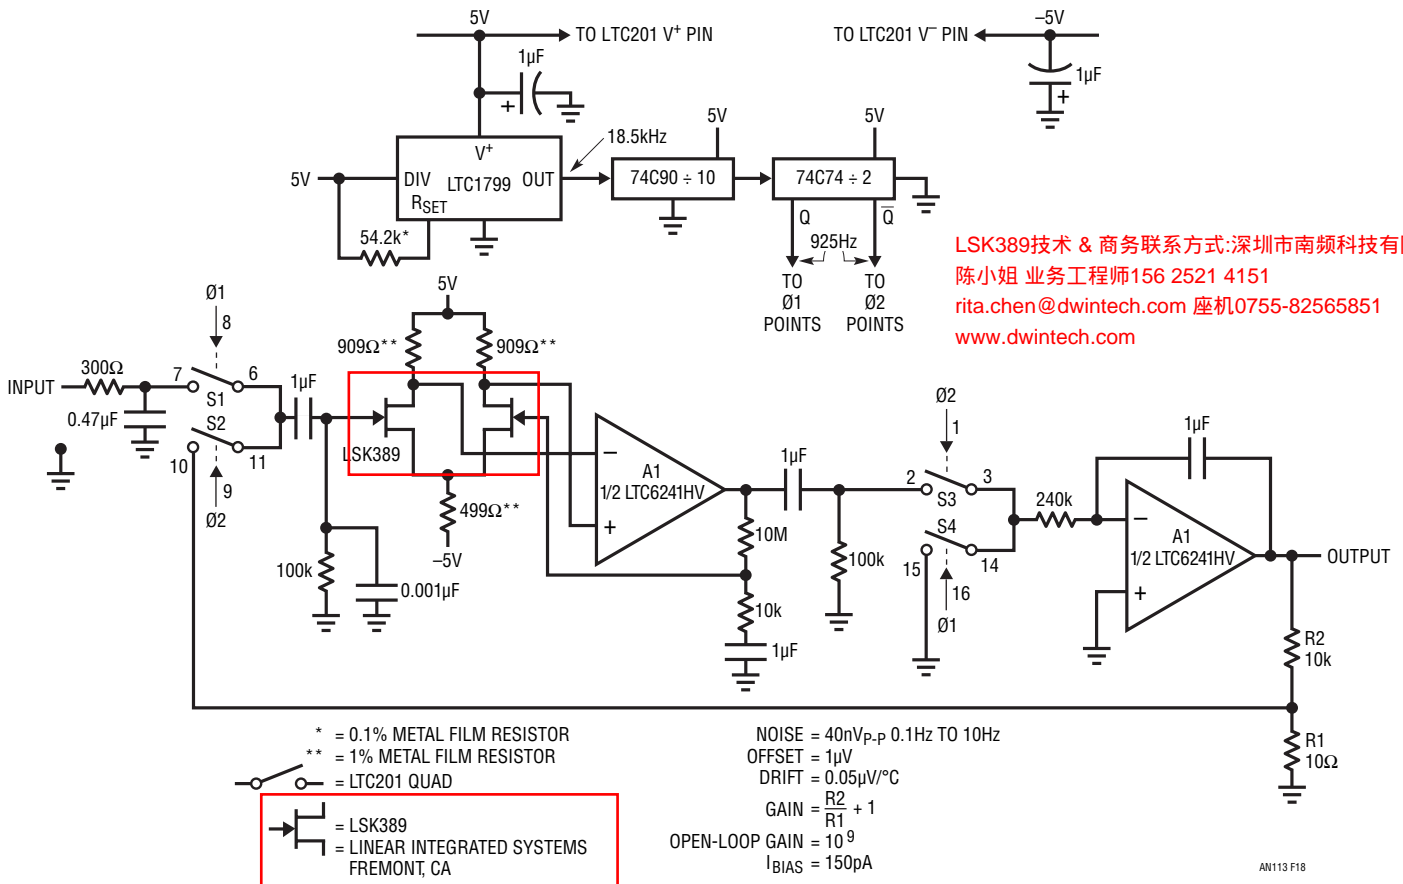 5V
TO LTC201 V+ PIN
1µF
+
–5V
TO LTC201 V– PIN
1µF
+
V+
5V
DIV
LTC1799
OUT
RSET
54.2k*
18.5kHz
5V
74C90 ÷ 10
5V
74C74 ÷ 2
Q
Q̅
925Hz
TO
Ø1
POINTS
TO
Ø2
POINTS
LSK389技术 & 商务联系方式:深圳市南频科技有
陈小姐 业务工程师156 2521 4151
rita.chen@dwintech.com 座机0755-82565851
www.dwintech.com
INPUT
300Ω
0.47µF
Ø1
8
7
6
S1
S2
10
11
9
Ø2
1µF
100k
0.001µF
5V
909Ω**
909Ω**
LSK389
499Ω**
–5V
–
+
A1
1/2 LTC6241HV
10M
10k
1µF
1µF
100k
Ø2
1
2
3
S3
S4
15
14
16
Ø1
240k
1µF
–
+
A1
1/2 LTC6241HV
OUTPUT
R2
10k
R1
10Ω
* = 0.1% METAL FILM RESISTOR
** = 1% METAL FILM RESISTOR
= LTC201 QUAD
= LSK389
= LINEAR INTEGRATED SYSTEMS
FREMONT, CA
NOISE = 40nVP-P 0.1Hz TO 10Hz
OFFSET = 1µV
DRIFT = 0.05µV/°C
GAIN = R2/R1 + 1
OPEN-LOOP GAIN = 10⁹
IBIAS = 150pA
AN113 F18